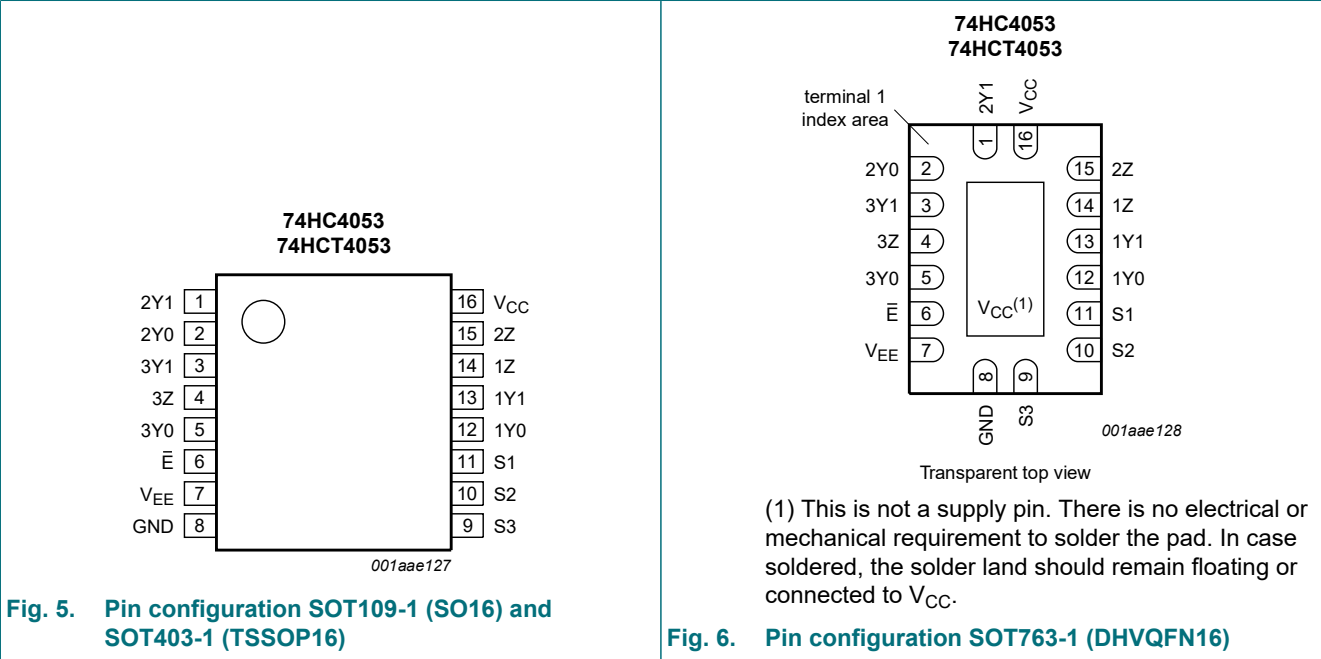 74HC4053
74HCT4053
2Y1 1
2Y0 2
3Y1 3
3Z 4
3Y0 5
E̅ 6
VEE 7
GND 8
16 VCC
15 2Z
14 1Z
13 1Y1
12 1Y0
11 S1
10 S2
9 S3
001aae127
Fig. 5. Pin configuration SOT109-1 (SO16) and
SOT403-1 (TSSOP16)
74HC4053
74HCT4053
terminal 1
index area
2Y1
VCC
1
16
2Y0 2
3Y1 3
3Z 4
3Y0 5
E̅ 6
VEE 7
15 2Z
14 1Z
13 1Y1
12 1Y0
11 S1
10 S2
VCC(1)
8
9
GND
S3
001aae128
Transparent top view
(1) This is not a supply pin. There is no electrical or
mechanical requirement to solder the pad. In case
soldered, the solder land should remain floating or
connected to VCC.
Fig. 6. Pin configuration SOT763-1 (DHVQFN16)